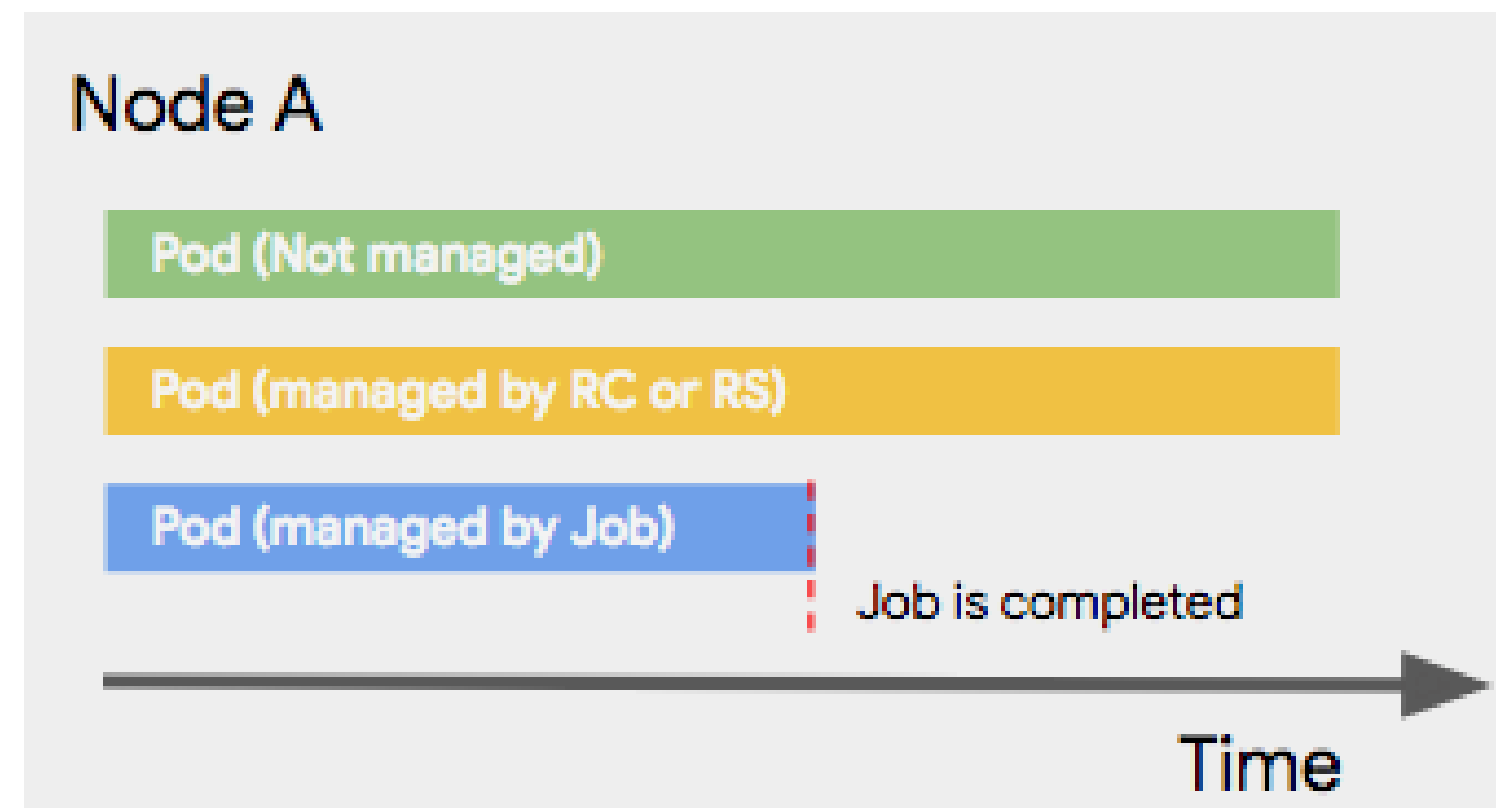 Node A
Pod (Not managed)
Pod (managed by RC or RS)
Pod (managed by Job)
Job is completed
Time